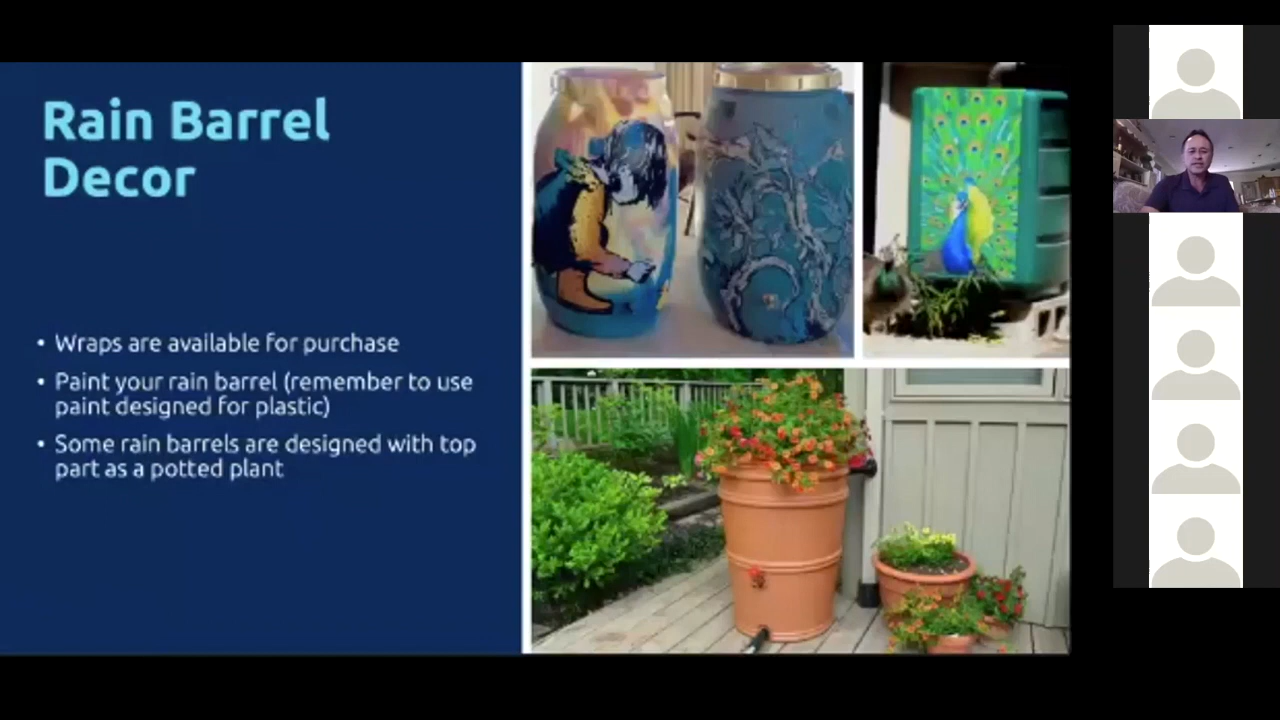 Rain Barrel
Decor
• Wraps are available for purchase
• Paint your rain barrel (remember to use
paint designed for plastic)
• Some rain barrels are designed with top
part as a potted plant